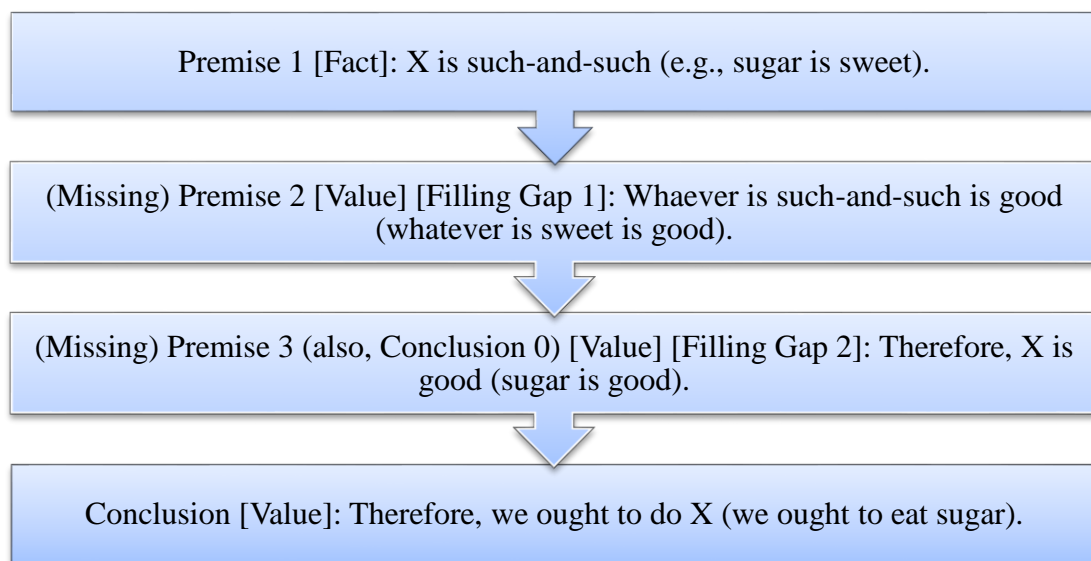 Premise 1 [Fact]: X is such-and-such (e.g., sugar is sweet).
(Missing) Premise 2 [Value] [Filling Gap 1]: Whaever is such-and-such is good
(whatever is sweet is good).
(Missing) Premise 3 (also, Conclusion 0) [Value] [Filling Gap 2]: Therefore, X is
good (sugar is good).
Conclusion [Value]: Therefore, we ought to do X (we ought to eat sugar).